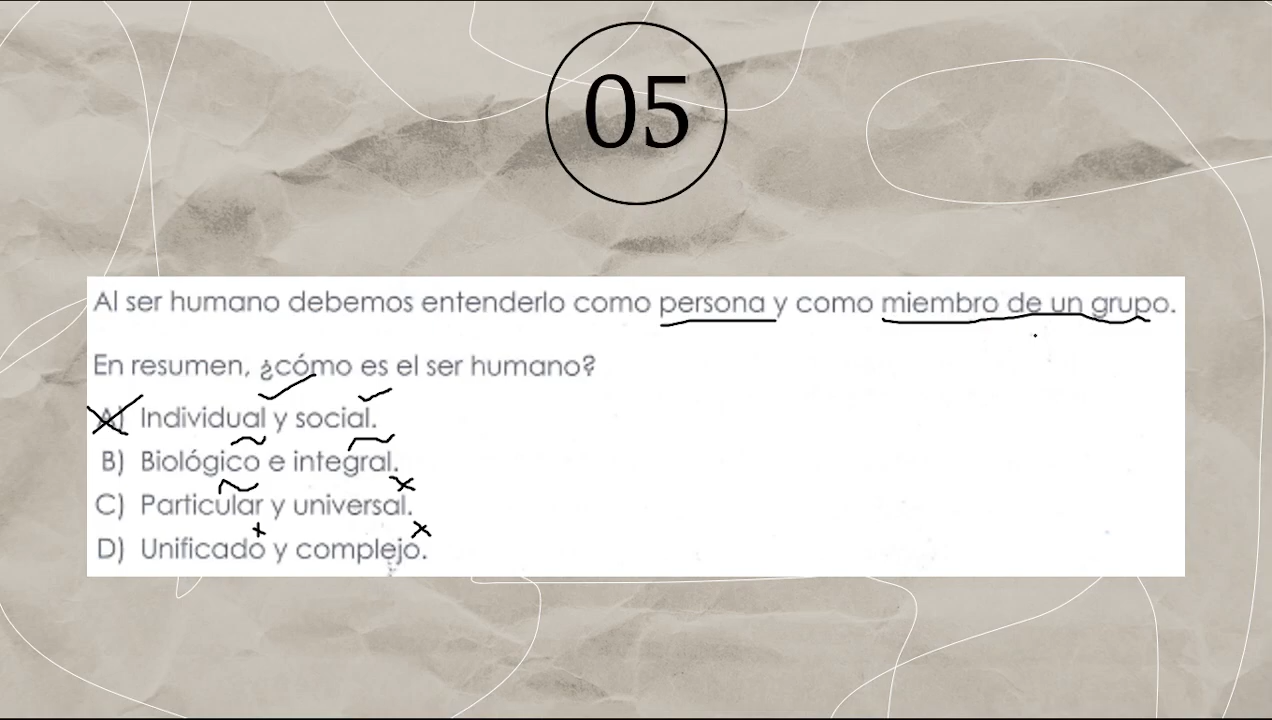 05
Al ser humano debemos entenderlo como persona y como miembro de un grupo.
En resumen, ¿cómo es el ser humano?
A) Individual y social.
B) Biológico e integral.
C) Particular y universal.
D) Unificado y complejo.